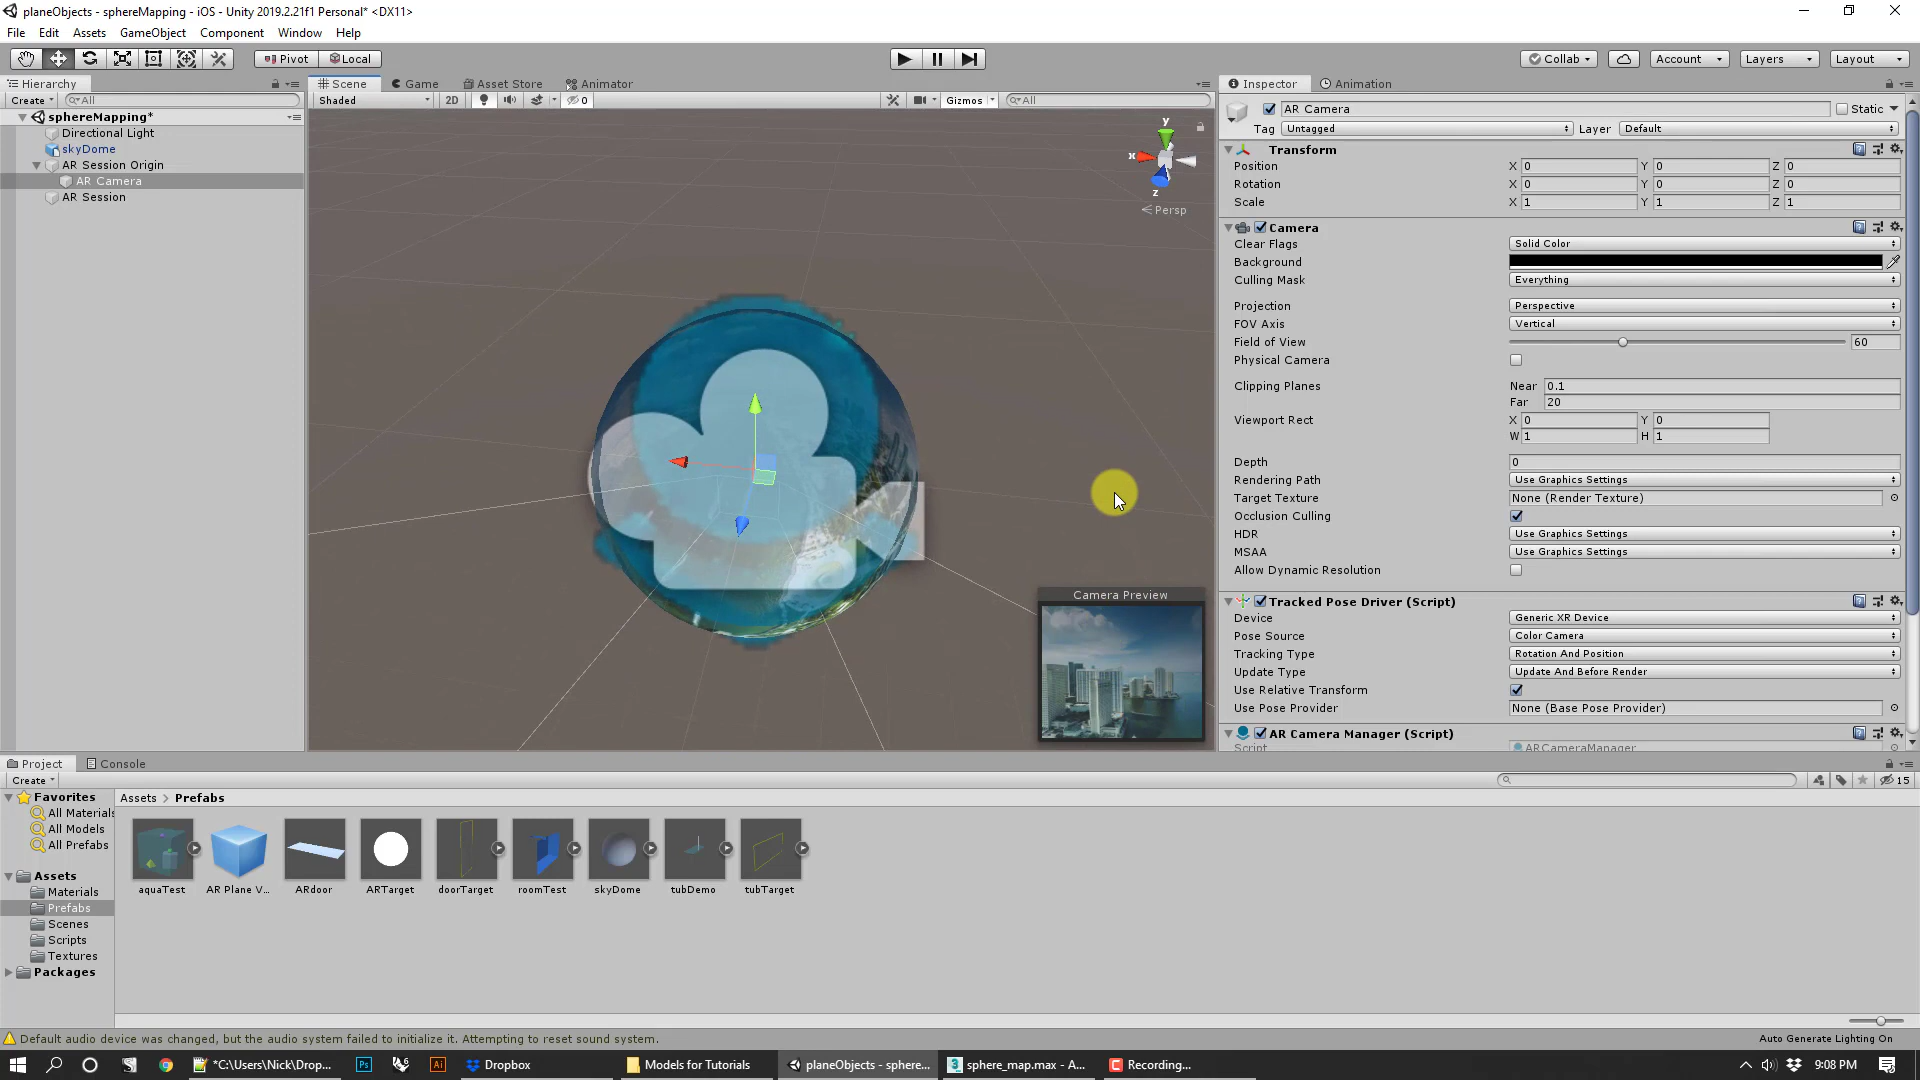 planeObjects - sphereMapping - iOS - Unity 2019.2.21f1 Personal* <DX11>
File Edit Assets GameObject Component Window Help
Pivot Local Collab Account Layers Layout
Hierarchy Scene Game Asset Store Animator Inspector Animation
Create All Shaded 2D 0 Gizmos All
AR Camera Static
sphereMapping*
Tag Untagged Layer Default
Directional Light
skyDome
AR Session Origin
AR Camera
AR Session
y
x
z
Persp
Transform
Position X 0 Y 0 Z 0
Rotation X 0 Y 0 Z 0
Scale X 1 Y 1 Z 1
Camera
Clear Flags Solid Color
Background
Culling Mask Everything
Projection Perspective
FOV Axis Vertical
Field of View 60
Physical Camera
Clipping Planes Near 0.1
Far 20
Viewport Rect X 0 Y 0
W 1 H 1
Depth 0
Rendering Path Use Graphics Settings
Target Texture None (Render Texture)
Occlusion Culling
HDR Use Graphics Settings
MSAA Use Graphics Settings
Allow Dynamic Resolution
Camera Preview
Tracked Pose Driver (Script)
Device Generic XR Device
Pose Source Color Camera
Tracking Type Rotation And Position
Update Type Update And Before Render
Use Relative Transform
Use Pose Provider None (Base Pose Provider)
AR Camera Manager (Script)
Script ARCameraManager
Project Console
Create 15
Favorites
All Materials
All Models
All Prefabs
Assets
Materials
Prefabs
Scenes
Scripts
Textures
Packages
Assets > Prefabs
aquaTest AR Plane V... ARdoor ARTarget doorTarget roomTest skyDome tubDemo tubTarget
Default audio device was changed, but the audio system failed to initialize it. Attempting to reset sound system.
Auto Generate Lighting On
*C:\Users\Nick\Drop... Ps Ai Dropbox Models for Tutorials planeObjects - sphere... sphere_map.max - A... Recording... 9:08 PM